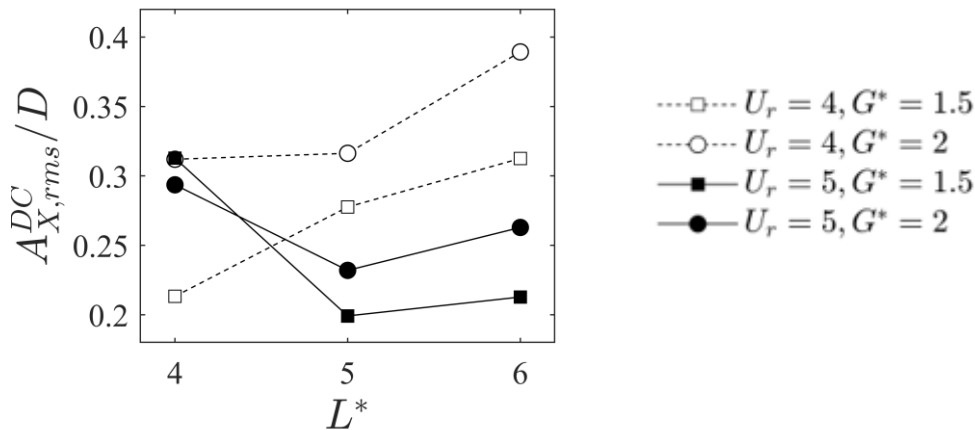 0.4
0.35
0.3
0.25
0.2
A^{DC}_{X,rms}/D
4 5 6
L*
U_r = 4, G* = 1.5
U_r = 4, G* = 2
U_r = 5, G* = 1.5
U_r = 5, G* = 2